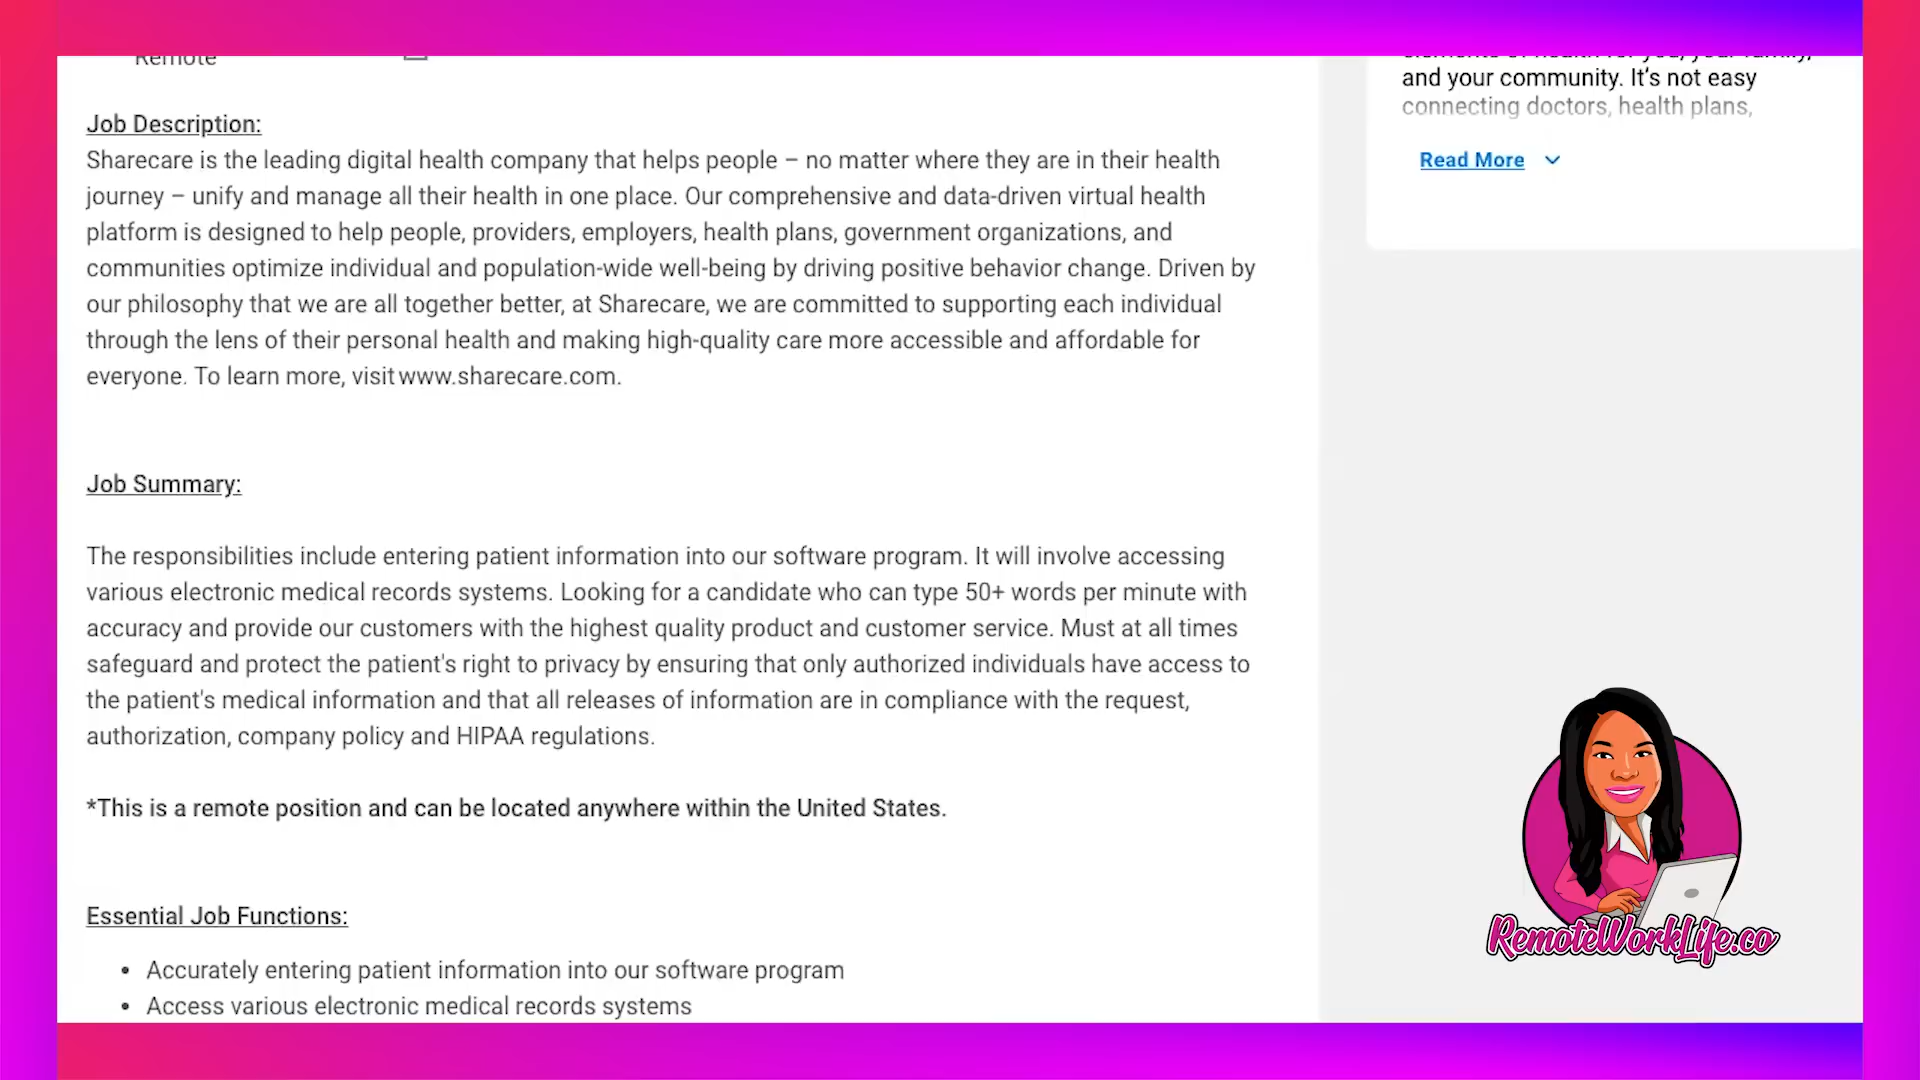 Remote
Job Description:
Sharecare is the leading digital health company that helps people – no matter where they are in their health
journey – unify and manage all their health in one place. Our comprehensive and data-driven virtual health
platform is designed to help people, providers, employers, health plans, government organizations, and
communities optimize individual and population-wide well-being by driving positive behavior change. Driven by
our philosophy that we are all together better, at Sharecare, we are committed to supporting each individual
through the lens of their personal health and making high-quality care more accessible and affordable for
everyone. To learn more, visit www.sharecare.com.
Job Summary:
The responsibilities include entering patient information into our software program. It will involve accessing
various electronic medical records systems. Looking for a candidate who can type 50+ words per minute with
accuracy and provide our customers with the highest quality product and customer service. Must at all times
safeguard and protect the patient's right to privacy by ensuring that only authorized individuals have access to
the patient's medical information and that all releases of information are in compliance with the request,
authorization, company policy and HIPAA regulations.
*This is a remote position and can be located anywhere within the United States.
Essential Job Functions:
• Accurately entering patient information into our software program
• Access various electronic medical records systems
elements of health for you, your family,
and your community. It’s not easy
connecting doctors, health plans,
Read More
RemoteWorkLife.co